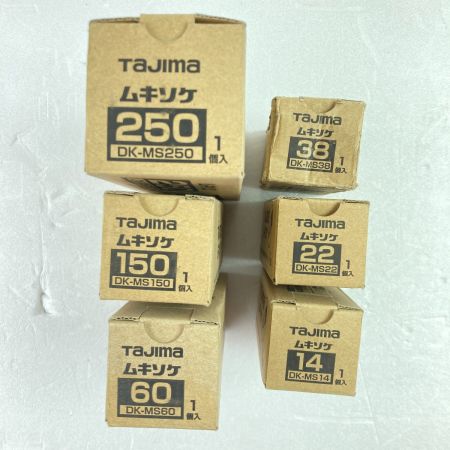 TaJima
ムキソケ
250
DK-MS250
1
個入
TaJima
ムキソケ
38
DK-MS38
1
個入
TaJima
ムキソケ
150
DK-MS150
1
個入
TaJima
ムキソケ
22
DK-MS22
1
個入
TaJima
ムキソケ
60
DK-MS60
1
個入
TaJima
ムキソケ
14
DK-MS14
1
個入